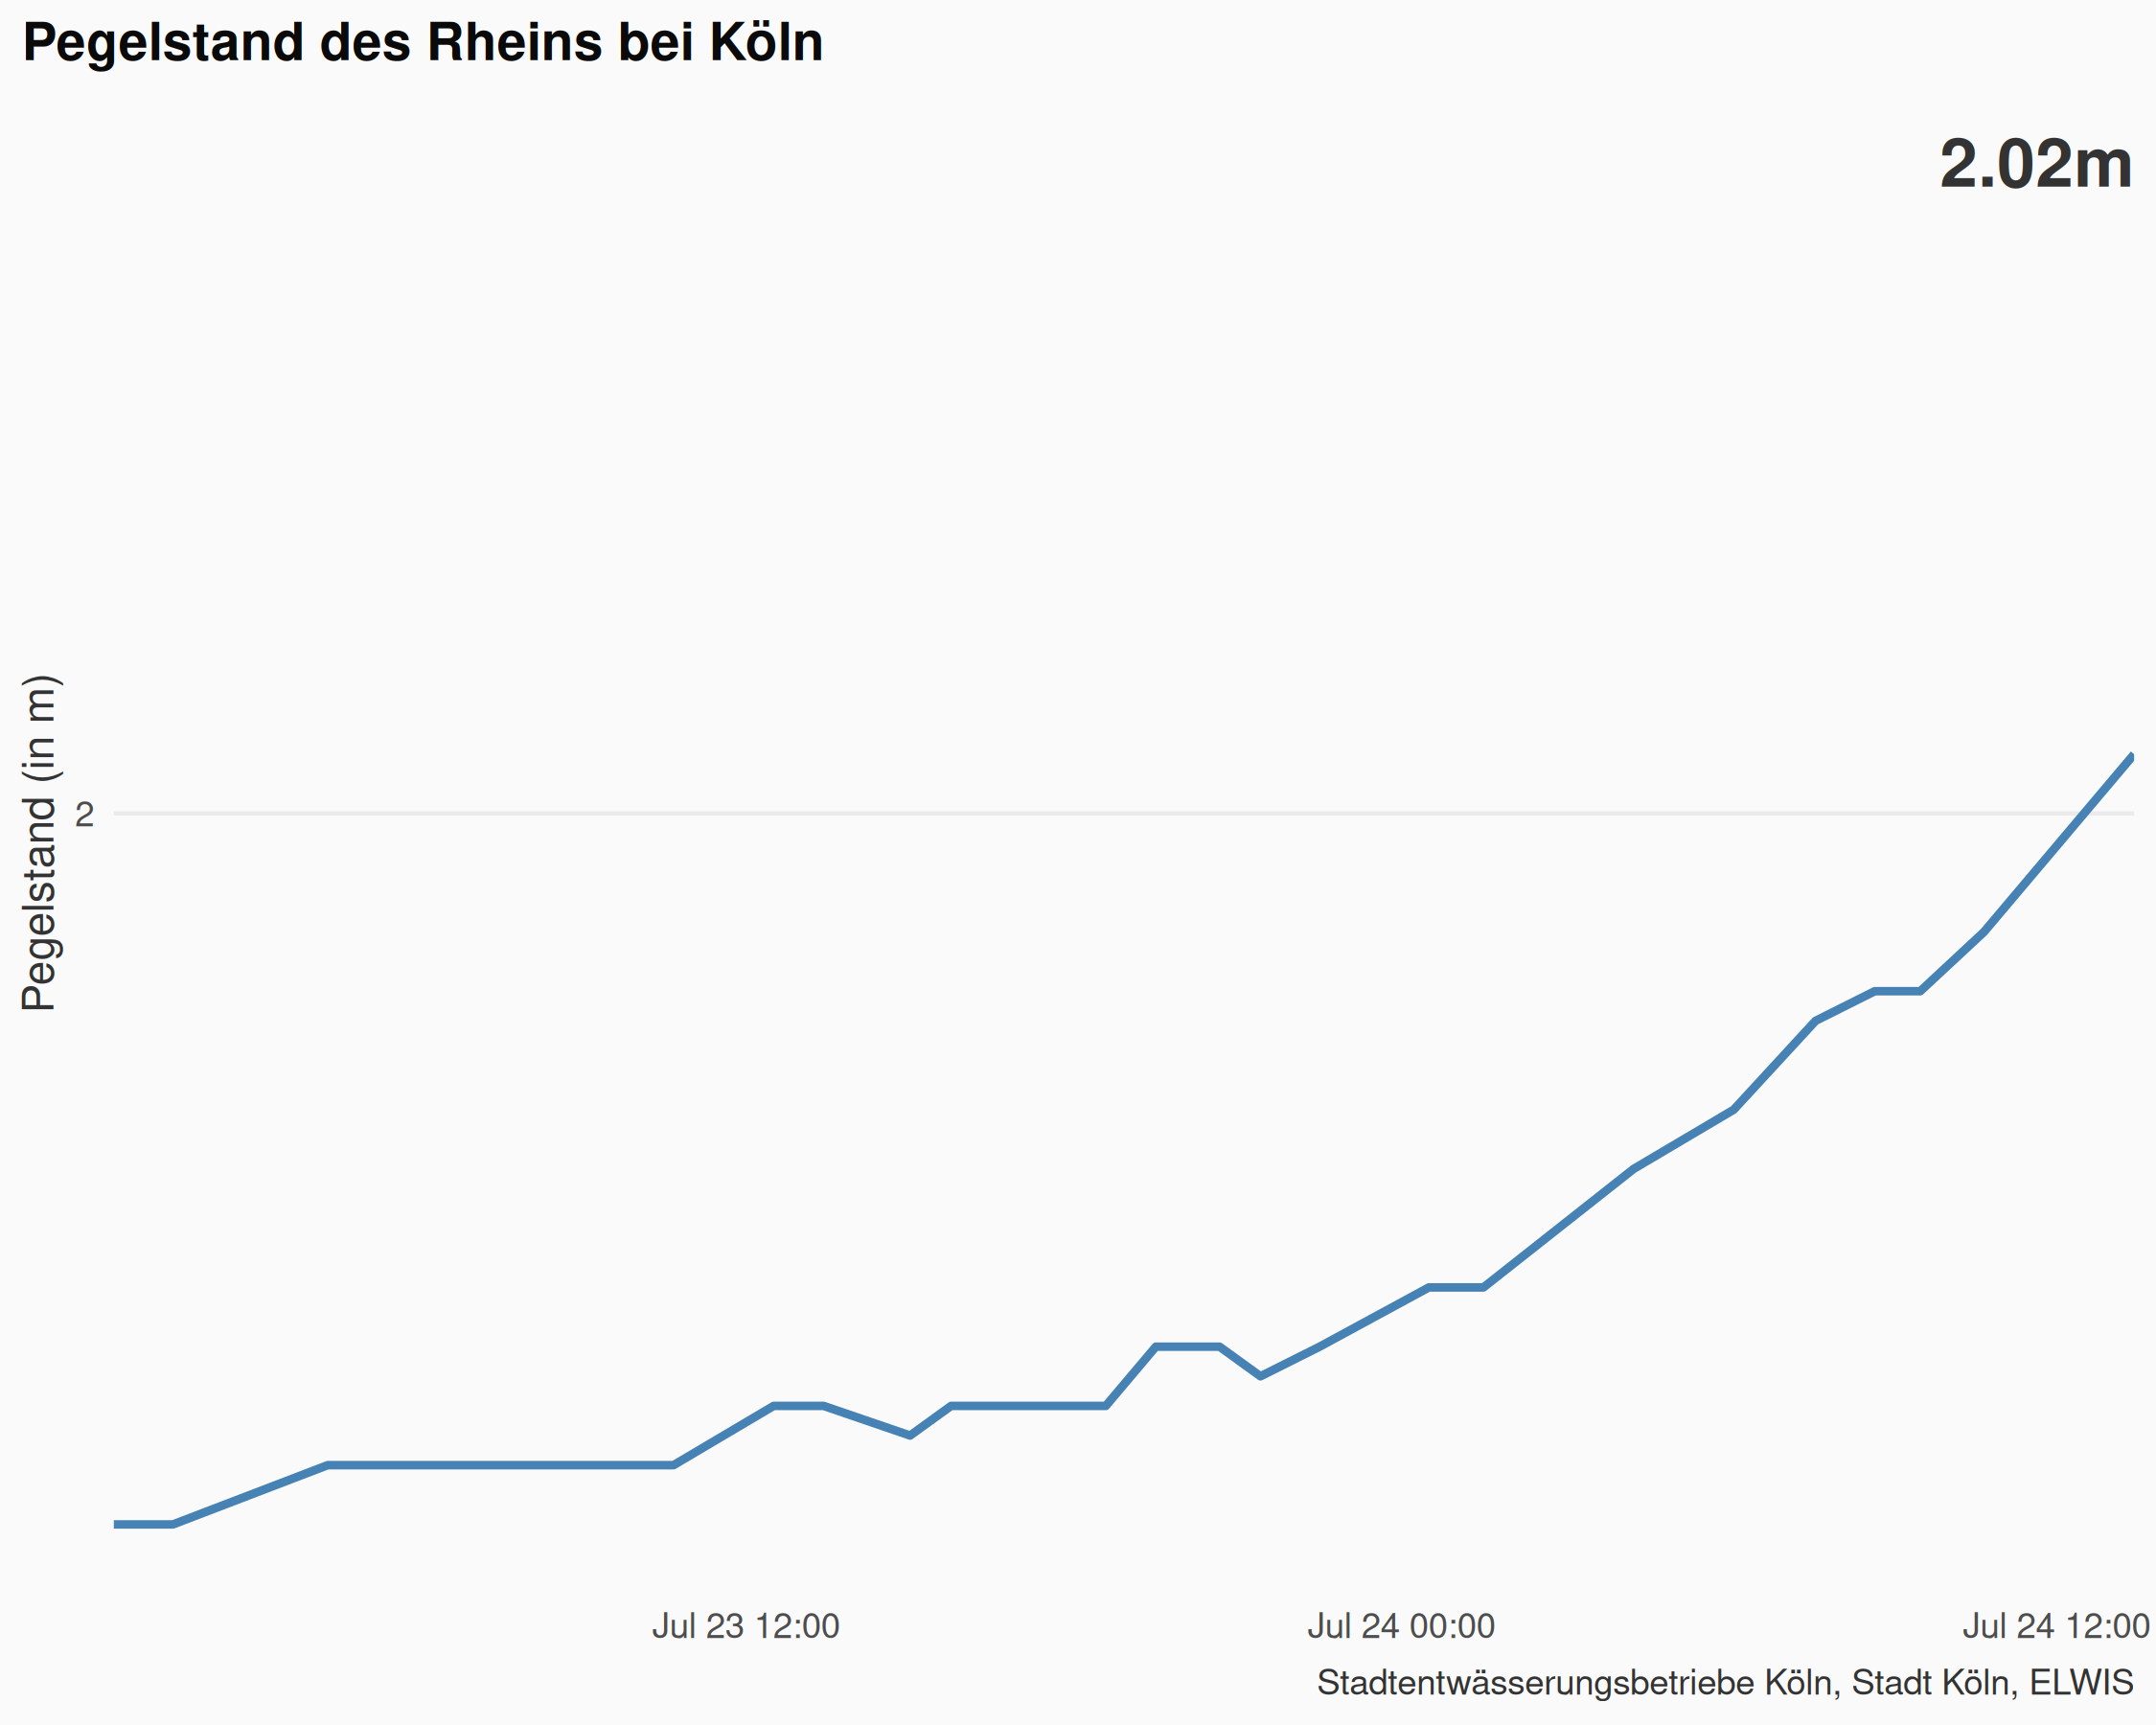 Pegelstand des Rheins bei Köln
2.02m
Pegelstand (in m)
2
Jul 23 12:00
Jul 24 00:00
Jul 24 12:00
Stadtentwässerungsbetriebe Köln, Stadt Köln, ELWIS